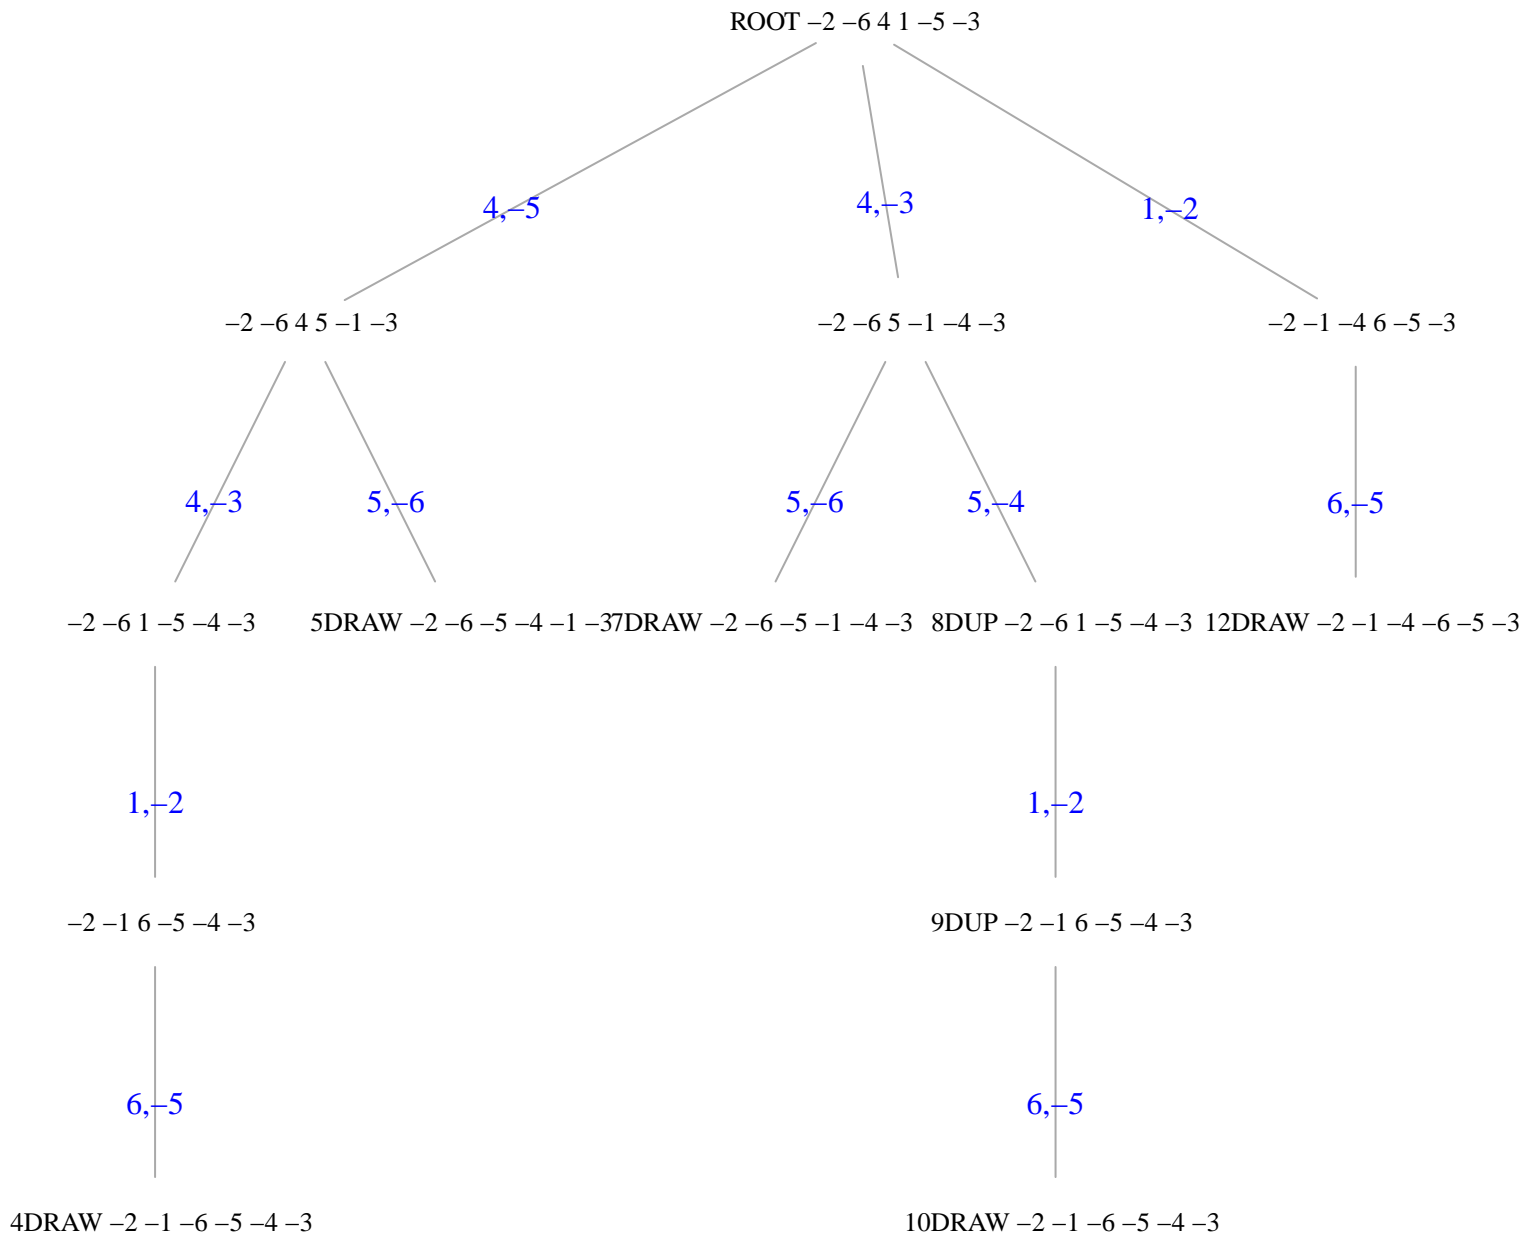 ROOT –2 –6 4 1 –5 –3
4,–5
4,–3
1,–2
–2 –6 4 5 –1 –3
–2 –6 5 –1 –4 –3
–2 –1 –4 6 –5 –3
4,–3
5,–6
5,–6
5,–4
6,–5
–2 –6 1 –5 –4 –3
5DRAW –2 –6 –5 –4 –1 –3
7DRAW –2 –6 –5 –1 –4 –3
8DUP –2 –6 1 –5 –4 –3
12DRAW –2 –1 –4 –6 –5 –3
1,–2
1,–2
–2 –1 6 –5 –4 –3
9DUP –2 –1 6 –5 –4 –3
6,–5
6,–5
4DRAW –2 –1 –6 –5 –4 –3
10DRAW –2 –1 –6 –5 –4 –3